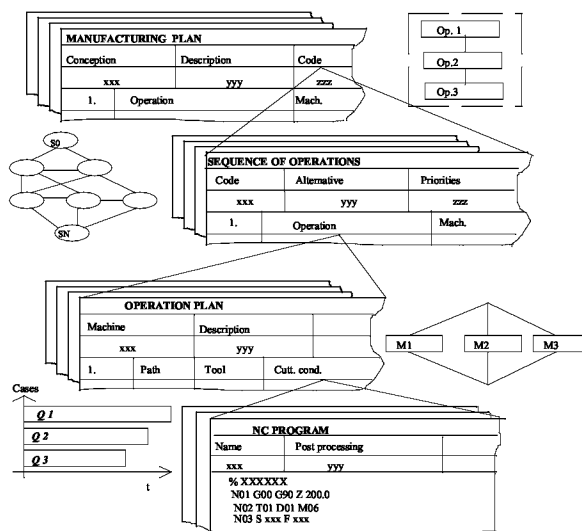 MANUFACTURING PLAN
Conception Description Code
xxx yyy zzz
1. Operation Mach.
Op. 1
Op.2
Op.3
S0
SN
SEQUENCE OF OPERATIONS
Code Alternative Priorities
xxx yyy zzz
1. Operation Mach.
OPERATION PLAN
Machine Description
xxx yyy
1. Path Tool Cutt. cond.
M1 M2 M3
Cases
Q 1
Q 2
Q 3
t
NC PROGRAM
Name Post processing
xxx yyy
% XXXXXX
N01 G00 G90 Z 200.0
N02 T01 D01 M06
N03 S xxx F xxx